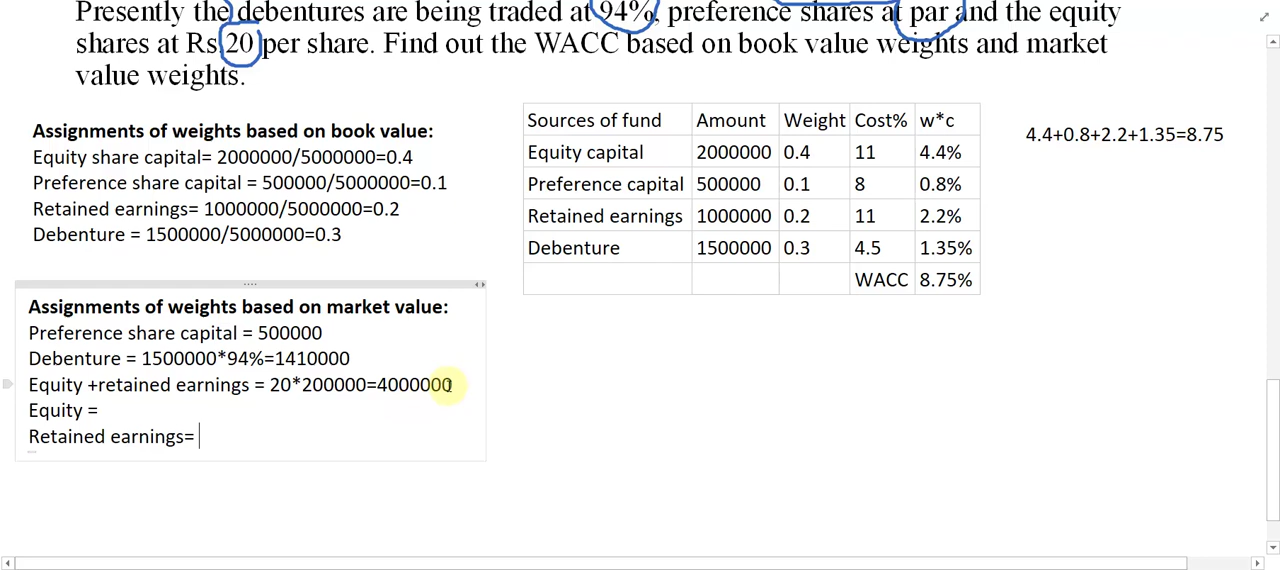 Presently the debentures are being traded at 94%, preference shares at par and the equity
shares at Rs 20 per share. Find out the WACC based on book value weights and market
value weights.
Assignments of weights based on book value:
Equity share capital= 2000000/5000000=0.4
Preference share capital = 500000/5000000=0.1
Retained earnings= 1000000/5000000=0.2
Debenture = 1500000/5000000=0.3
Sources of fund Amount Weight Cost% w*c
Equity capital 2000000 0.4 11 4.4%
Preference capital 500000 0.1 8 0.8%
Retained earnings 1000000 0.2 11 2.2%
Debenture 1500000 0.3 4.5 1.35%
WACC 8.75%
4.4+0.8+2.2+1.35=8.75
Assignments of weights based on market value:
Preference share capital = 500000
Debenture = 1500000*94%=1410000
Equity +retained earnings = 20*200000=4000000
Equity =
Retained earnings=